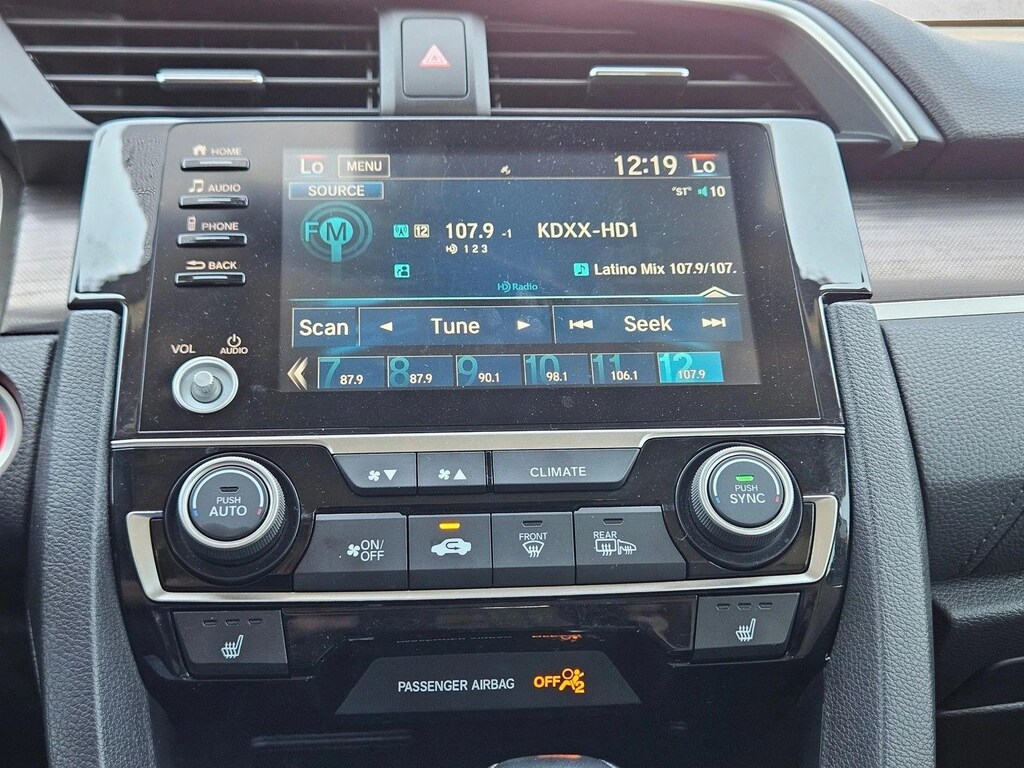 HOME
Lo MENU 12:19 Lo
AUDIO
SOURCE "ST" 10
PHONE
FM 12 107.9 -1 KDXX-HD1
HD 1 2 3
BACK
Latino Mix 107.9/107.
HD Radio
Scan Tune Seek
VOL AUDIO
7 87.9 8 87.9 9 90.1 10 98.1 11 106.1 12 107.9
CLIMATE
PUSH AUTO
PUSH SYNC
ON/OFF
FRONT
REAR
PASSENGER AIRBAG OFF 2